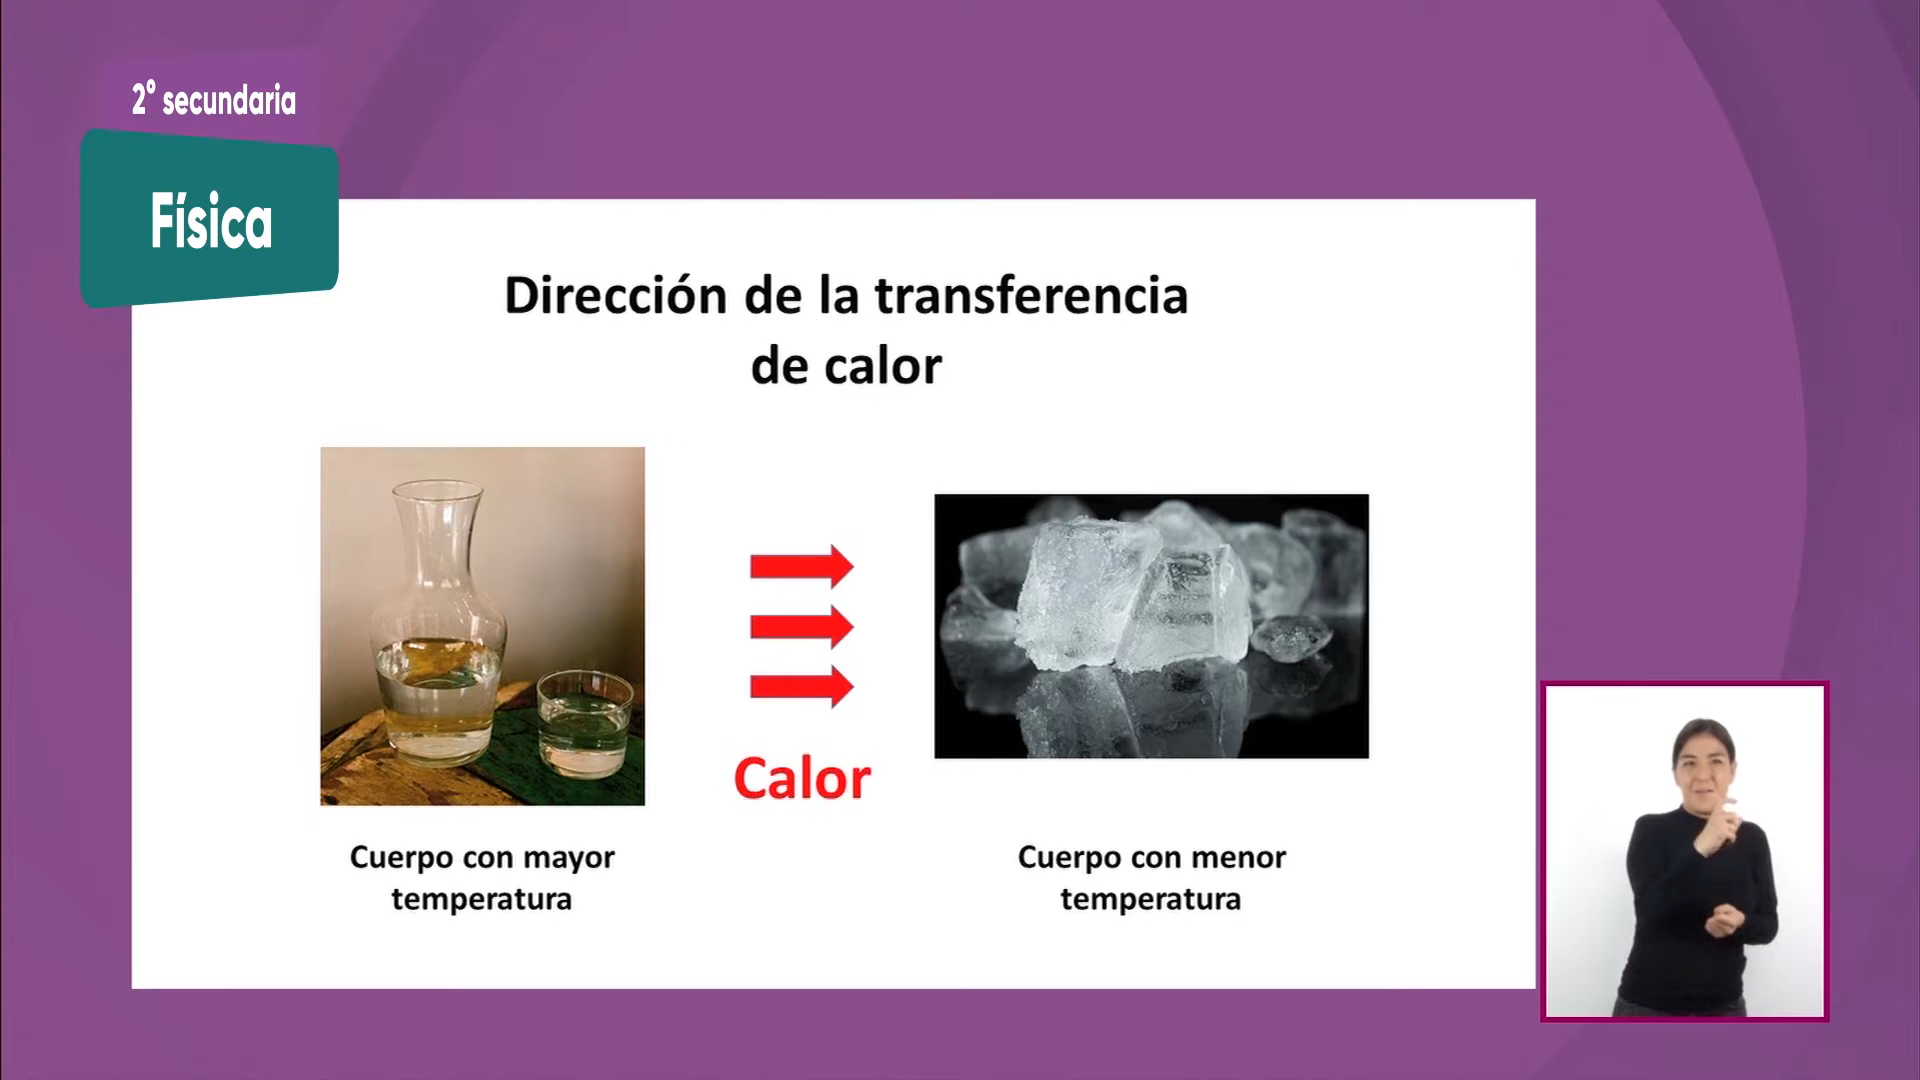 2° secundaria
Física
Dirección de la transferencia
de calor
Calor
Cuerpo con mayor
temperatura
Cuerpo con menor
temperatura